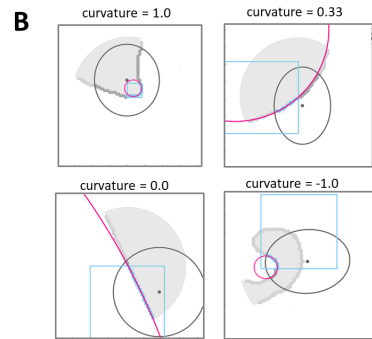 B
curvature = 1.0
curvature = 0.33
curvature = 0.0
curvature = -1.0